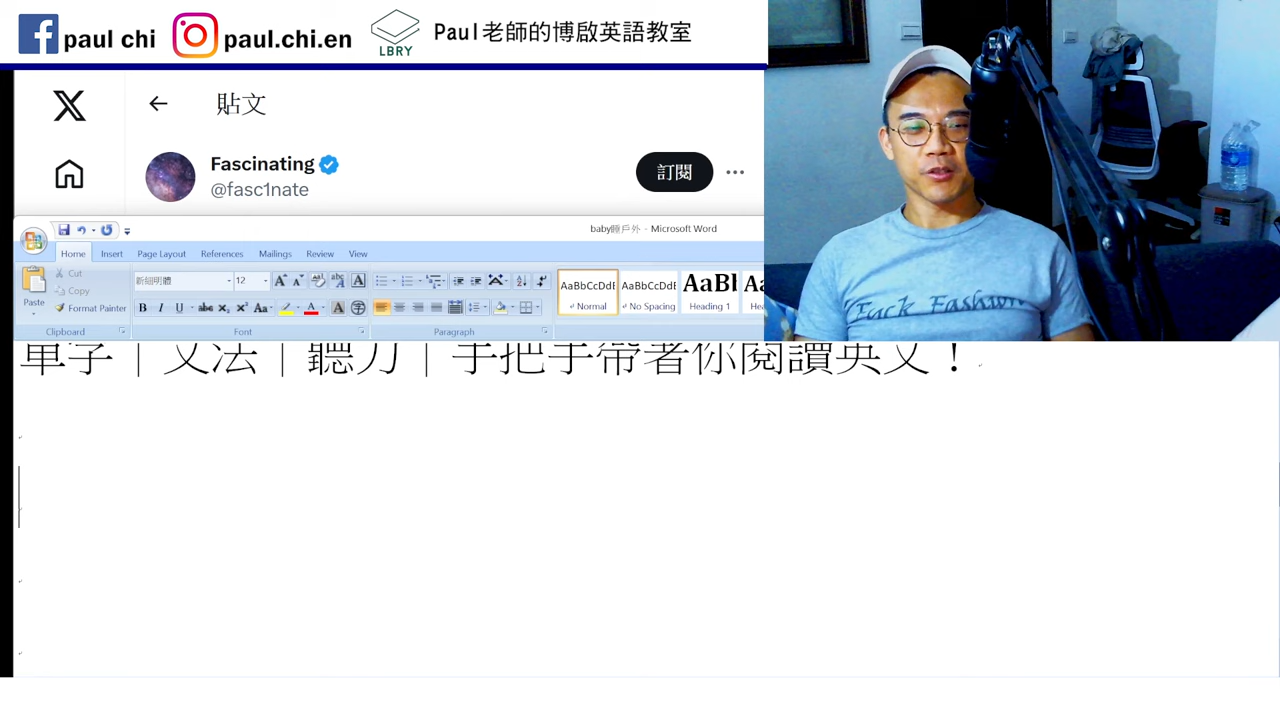 paul chi
paul.chi.en
LBRY
Paul老師的博啟英語教室
貼文
Fascinating
@fasc1nate
訂閱
baby睡戶外 - Microsoft Word
Home Insert Page Layout References Mailings Review View
Cut
Copy
Format Painter
Paste
Clipboard
新細明體
12
Font
Paragraph
AaBbCcDdE
Normal
AaBbCcDdE
No Spacing
AaBb
Heading 1
單字｜文法｜聽力｜手把手帶著你閱讀英文！